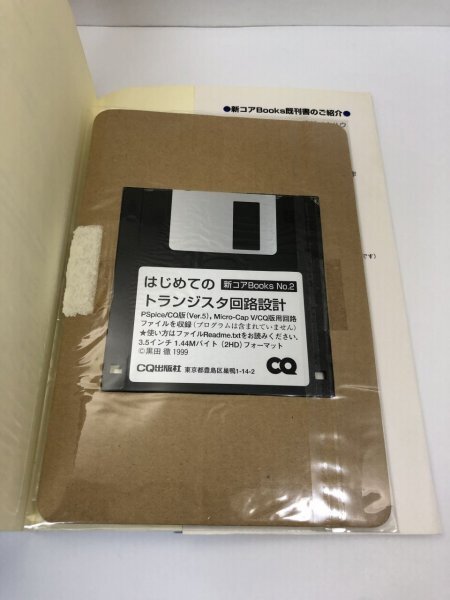 ●新コアBooks既刊書のご紹介●
はじめての 新コアBooks No.2
トランジスタ回路設計
PSpice/CQ版(Ver.5), Micro-Cap V/CQ版用回路
ファイルを収録(プログラムは含まれていません)
★使い方はファイルReadme.txtをお読みください.
3.5インチ 1.44Mバイト (2HD) フォーマット
©黒田 徹 1999
CQ出版社 東京都豊島区巣鴨1-14-2
CQ